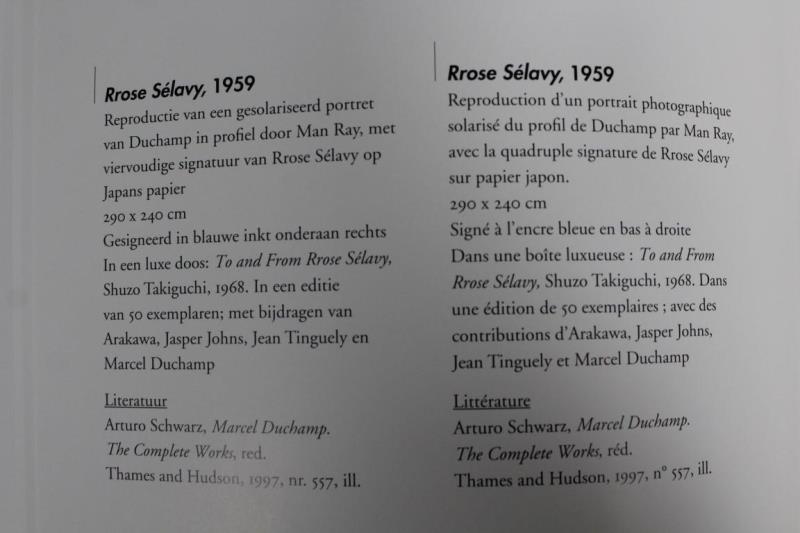 Rrose Sélavy, 1959
Reproductie van een gesolariseerd portret
van Duchamp in profiel door Man Ray, met
viervoudige signatuur van Rrose Sélavy op
Japans papier
290 x 240 cm
Gesigneerd in blauwe inkt onderaan rechts
In een luxe doos: To and From Rrose Sélavy,
Shuzo Takiguchi, 1968. In een editie
van 50 exemplaren; met bijdragen van
Arakawa, Jasper Johns, Jean Tinguely en
Marcel Duchamp
Literatuur
Arturo Schwarz, Marcel Duchamp.
The Complete Works, red.
Thames and Hudson, 1997, nr. 557, ill.
Rrose Sélavy, 1959
Reproduction d'un portrait photographique
solarisé du profil de Duchamp par Man Ray,
avec la quadruple signature de Rrose Sélavy
sur papier japon.
290 x 240 cm
Signé à l'encre bleue en bas à droite
Dans une boîte luxueuse : To and From
Rrose Sélavy, Shuzo Takiguchi, 1968. Dans
une édition de 50 exemplaires ; avec des
contributions d'Arakawa, Jasper Johns,
Jean Tinguely et Marcel Duchamp
Littérature
Arturo Schwarz, Marcel Duchamp.
The Complete Works, réd.
Thames and Hudson, 1997, n° 557, ill.